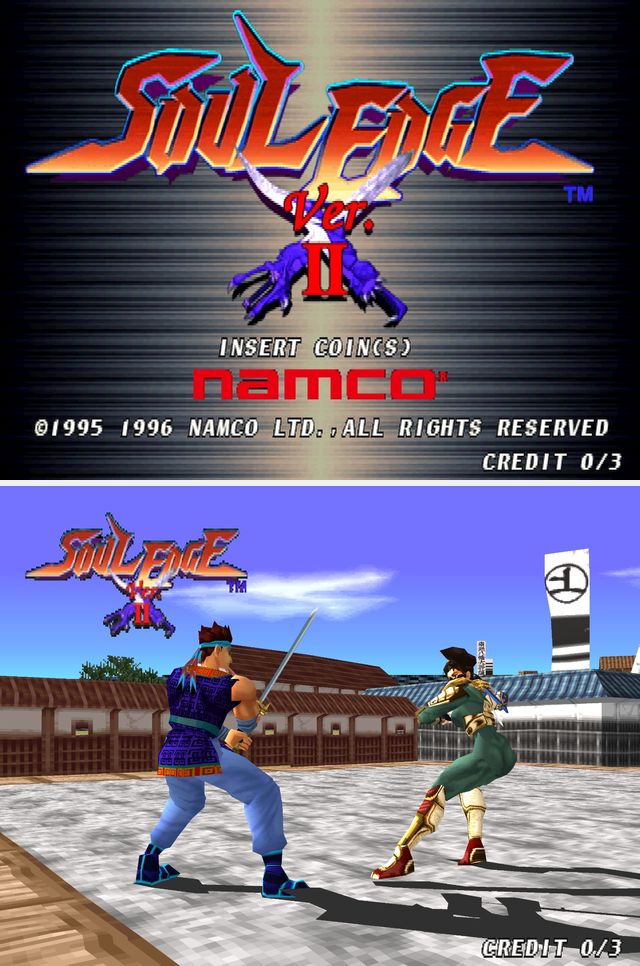 SOUL EDGE
TM
Ver.
II
INSERT COIN(S)
namco®
©1995 1996 NAMCO LTD.,ALL RIGHTS RESERVED
CREDIT 0/3
SOUL EDGE
TM
Ver.
II
CREDIT 0/3